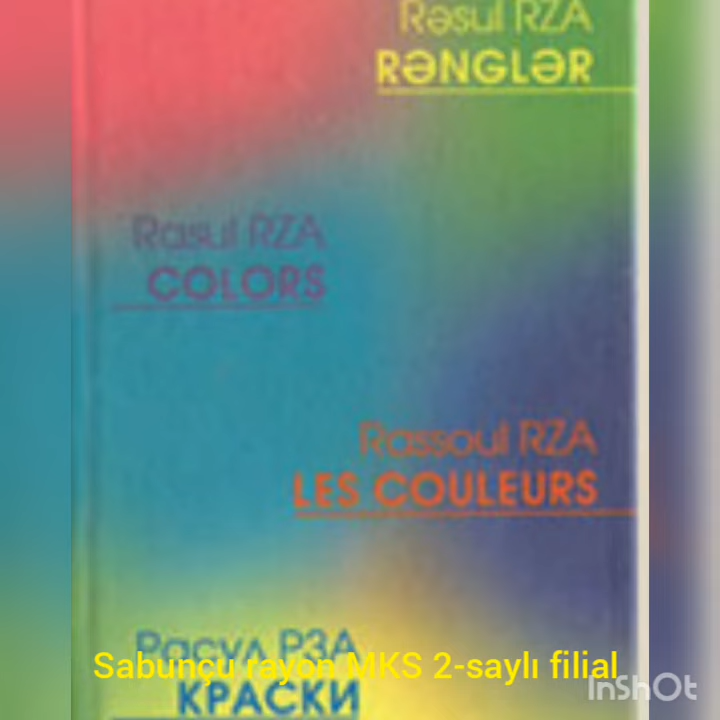 Rəsul RZA
RƏNGLƏR
Rasul RZA
COLORS
Rassoul RZA
LES COULEURS
Расул РЗА
КРАСКИ
Sabunçu rayon MKS 2-saylı filial
InShOt